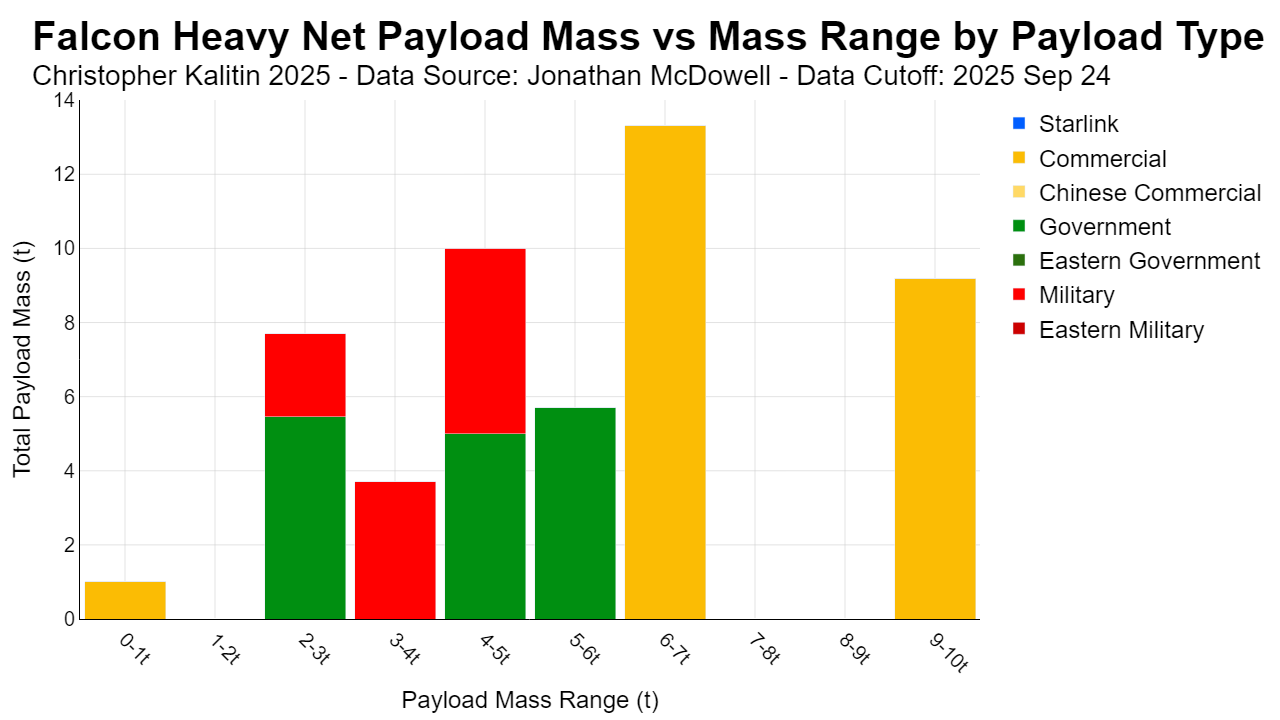 Falcon Heavy Net Payload Mass vs Mass Range by Payload Type
Christopher Kalitin 2025 - Data Source: Jonathan McDowell - Data Cutoff: 2025 Sep 24
14
12
10
8
6
4
2
0
Total Payload Mass (t)
0-1t
1-2t
2-3t
3-4t
4-5t
5-6t
6-7t
7-8t
8-9t
9-10t
Payload Mass Range (t)
Starlink
Commercial
Chinese Commercial
Government
Eastern Government
Military
Eastern Military